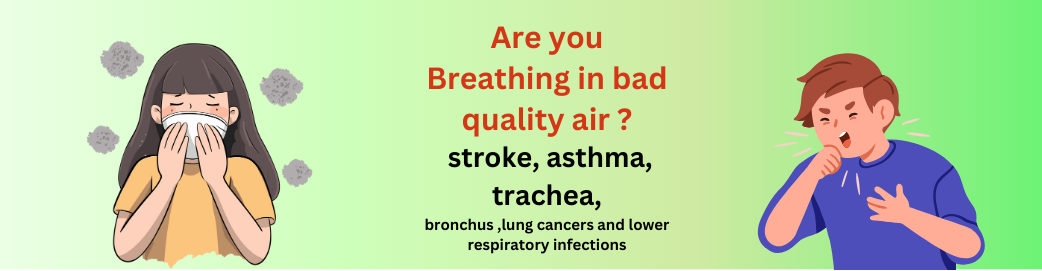 Are you
Breathing in bad
quality air ?
stroke, asthma,
trachea,
bronchus ,lung cancers and lower
respiratory infections